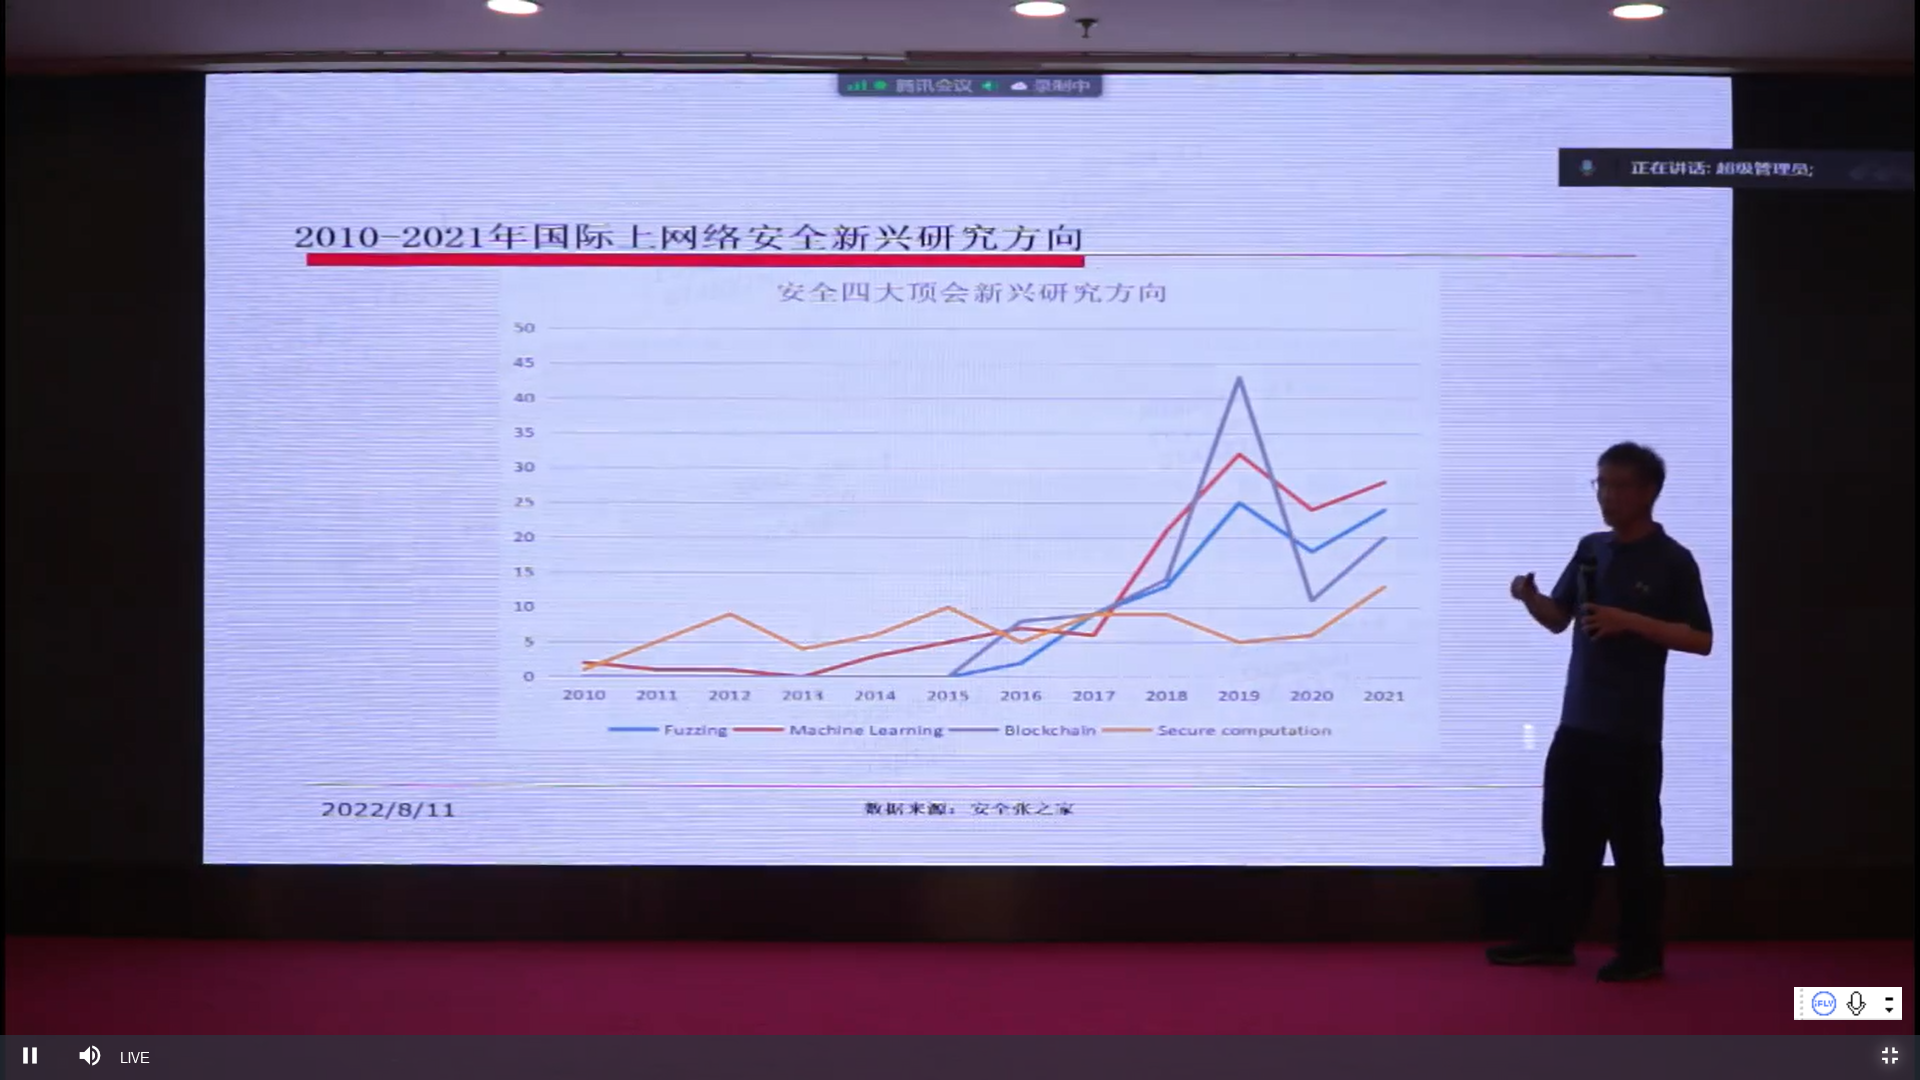 腾讯会议 录制中
正在讲话: 超级管理员;
2010-2021年国际上网络安全新兴研究方向
安全四大顶会新兴研究方向
50
45
40
35
30
25
20
15
10
5
0
2010 2011 2012 2013 2014 2015 2016 2017 2018 2019 2020 2021
Fuzzing Machine Learning Blockchain Secure computation
2022/8/11 数据来源: 安全张之家
iFLY
LIVE